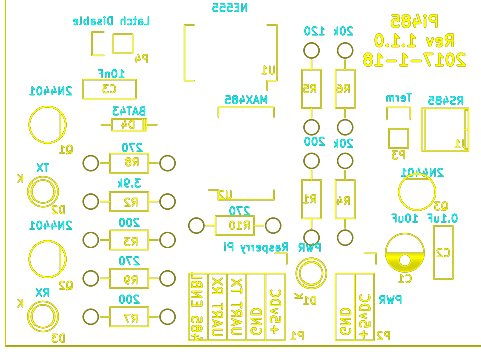 NE555
Latch Disable
120
20k
Pi485
Rev 1.1.0
2017-1-18
P4
U1
10nF
C3
R5
R6
2N4401
MAX485
Term
RS485
BAT43
D4
Q1
270
R8
200
20k
P3
J1
TX
K
D2
3.9k
R2
U2
R1
R4
2N4401
Q3
2N4401
200
R3
270
R10
10uF
0.1uF
Raspberry Pi
PWR
C2
Q2
270
R9
C1
RX
K
D3
200
R7
485 ENBL
UART RX
UART TX
GND
+5vDC
P1
K
D1
GND
+5vDC
PWR
P2